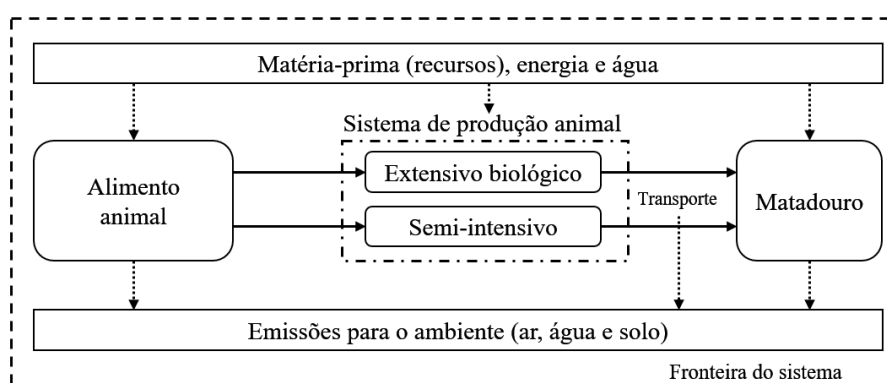 Matéria-prima (recursos), energia e água
Sistema de produção animal
Alimento
animal
Extensivo biológico
Semi-intensivo
Transporte
Matadouro
Emissões para o ambiente (ar, água e solo)
Fronteira do sistema